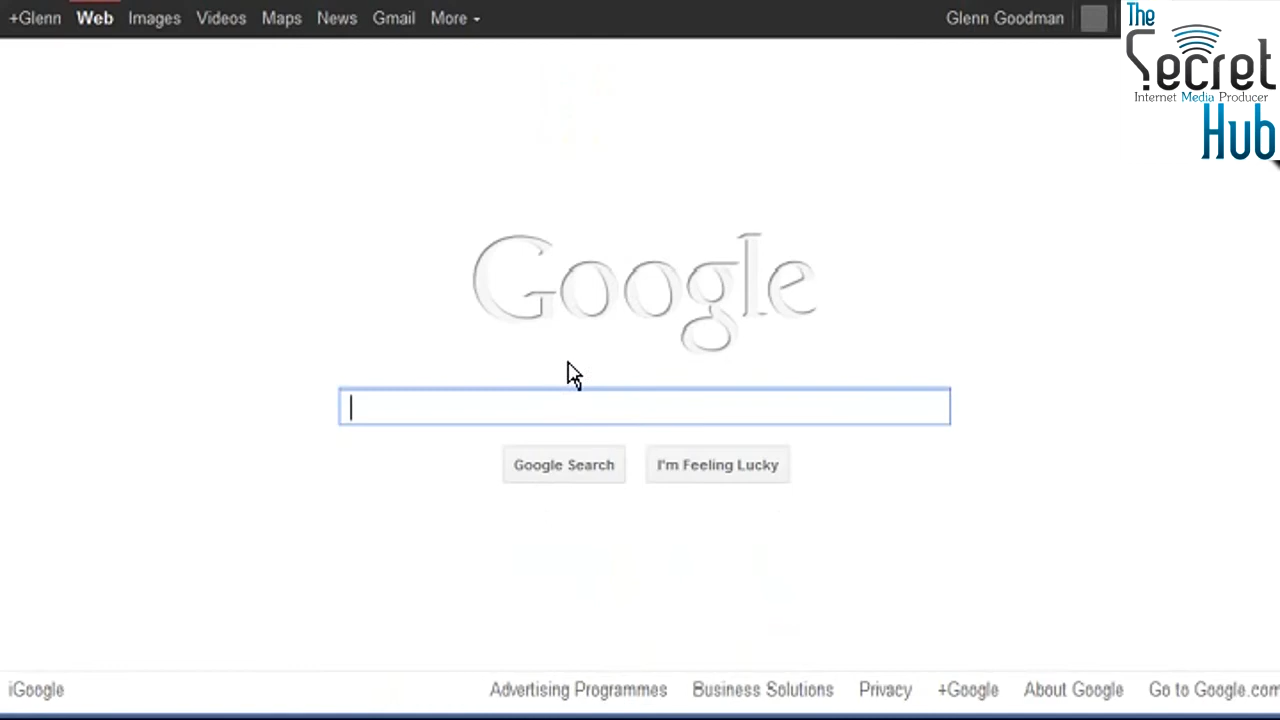 +Glenn Web Images Videos Maps News Gmail More Glenn Goodman
The
Secret
Internet Media Producer
Hub
Google
Google Search I'm Feeling Lucky
iGoogle Advertising Programmes Business Solutions Privacy +Google About Google Go to Google.com